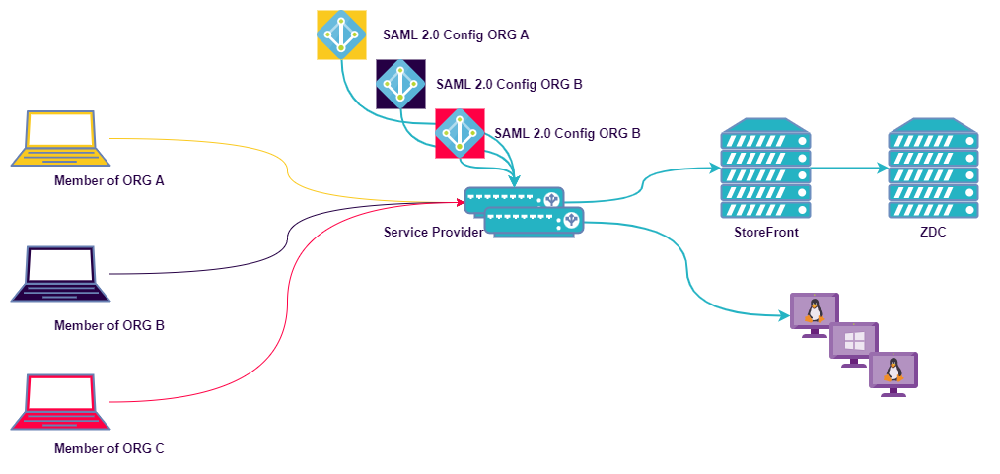 SAML 2.0 Config ORG A
SAML 2.0 Config ORG B
SAML 2.0 Config ORG B
Member of ORG A
Service Provider
StoreFront
ZDC
Member of ORG B
Member of ORG C